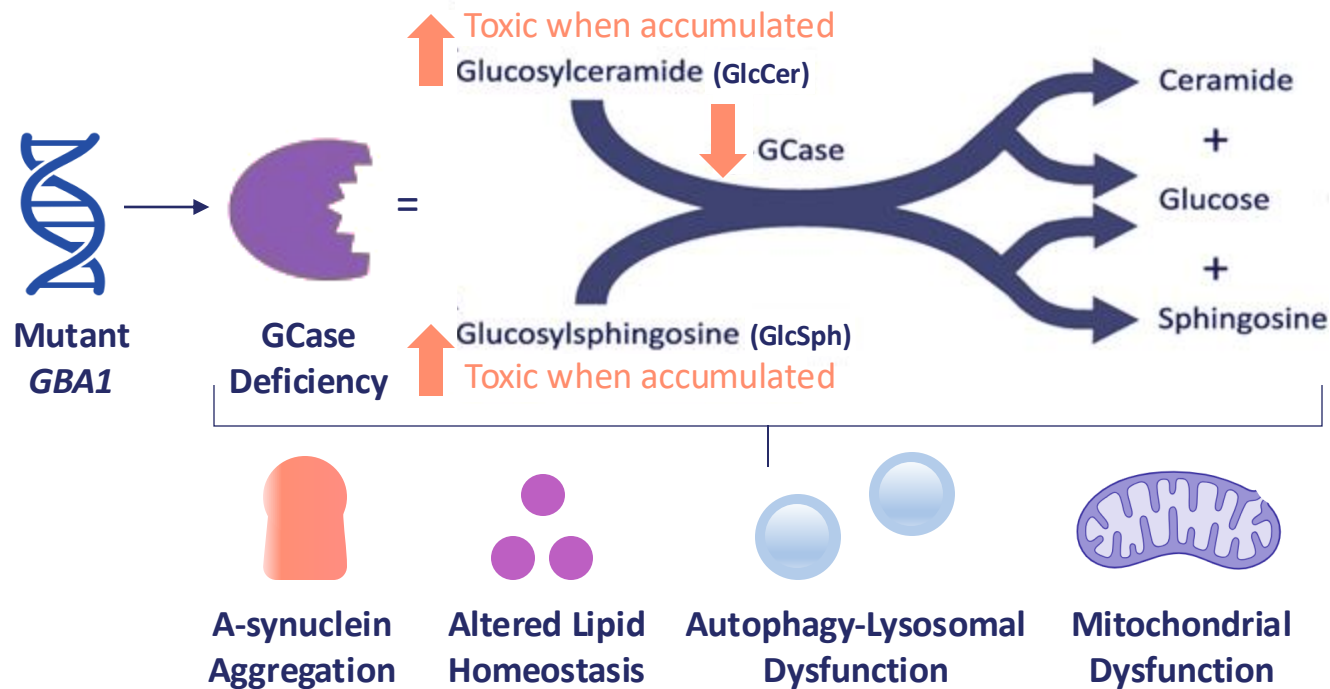 Toxic when accumulated
Glucosylceramide (GlcCer)
GCase
Ceramide
+
Glucose
+
Sphingosine
=
Mutant
GBA1
GCase
Deficiency
Glucosylsphingosine (GlcSph)
Toxic when accumulated
A-synuclein
Aggregation
Altered Lipid
Homeostasis
Autophagy-Lysosomal
Dysfunction
Mitochondrial
Dysfunction